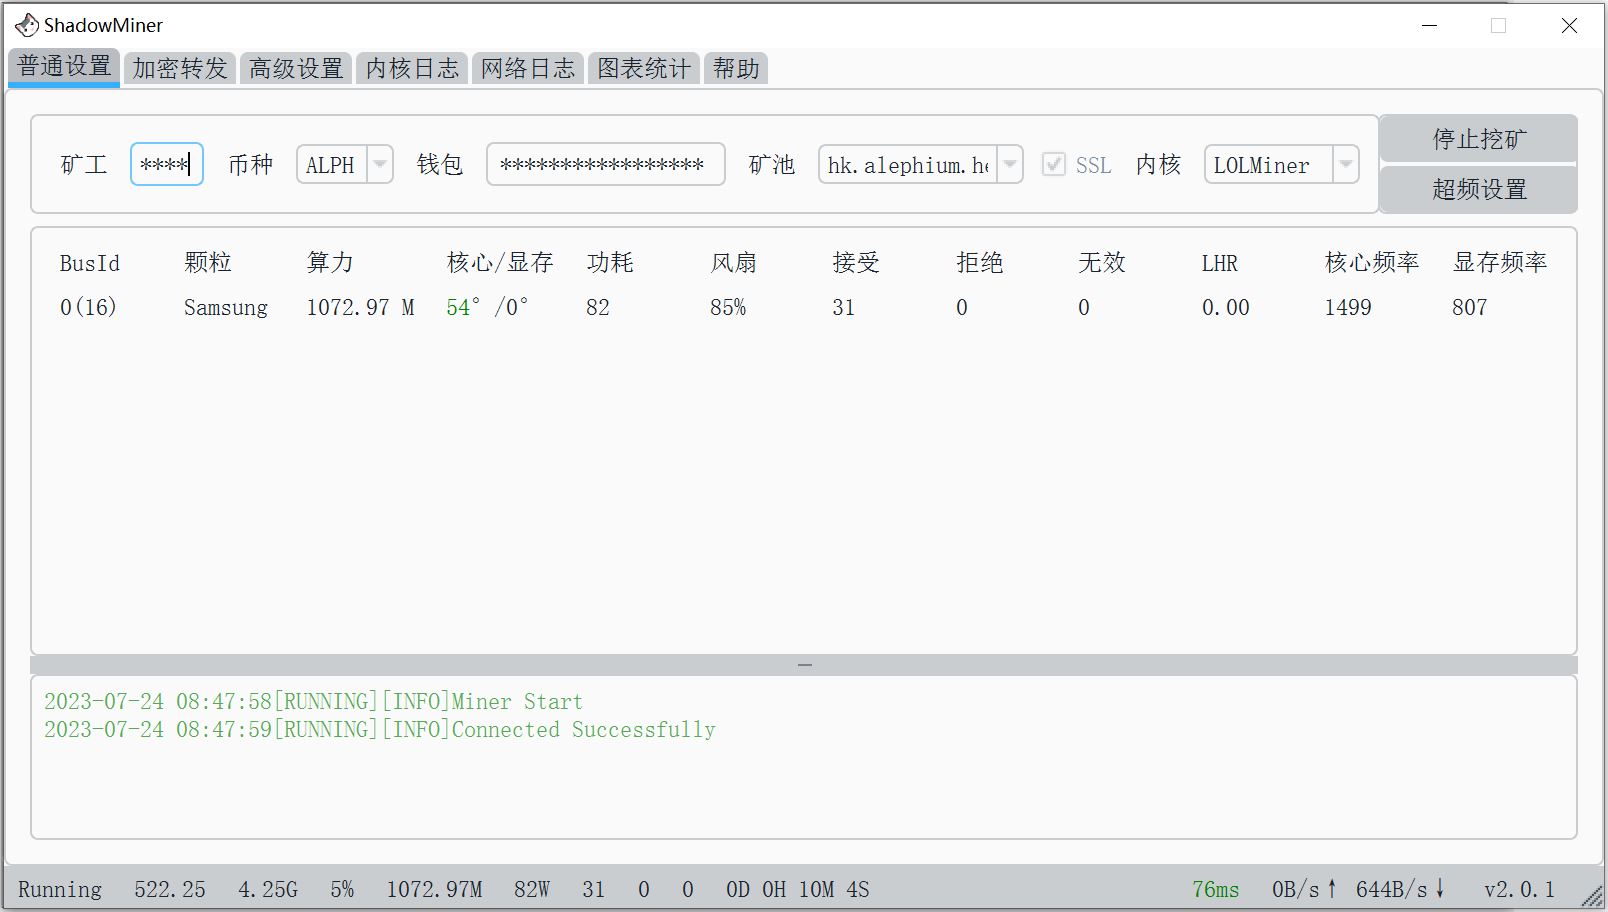 ShadowMiner
普通设置 加密转发 高级设置 内核日志 网络日志 图表统计 帮助
矿工 **** 币种 ALPH 钱包 ***************** 矿池 hk.alephium.he SSL 内核 LOLMiner 停止挖矿
超频设置
BusId 颗粒 算力 核心/显存 功耗 风扇 接受 拒绝 无效 LHR 核心频率 显存频率
0(16) Samsung 1072.97 M 54° /0° 82 85% 31 0 0 0.00 1499 807
2023-07-24 08:47:58[RUNNING][INFO]Miner Start
2023-07-24 08:47:59[RUNNING][INFO]Connected Successfully
Running 522.25 4.25G 5% 1072.97M 82W 31 0 0 0D 0H 10M 4S 76ms 0B/s↑ 644B/s↓ v2.0.1